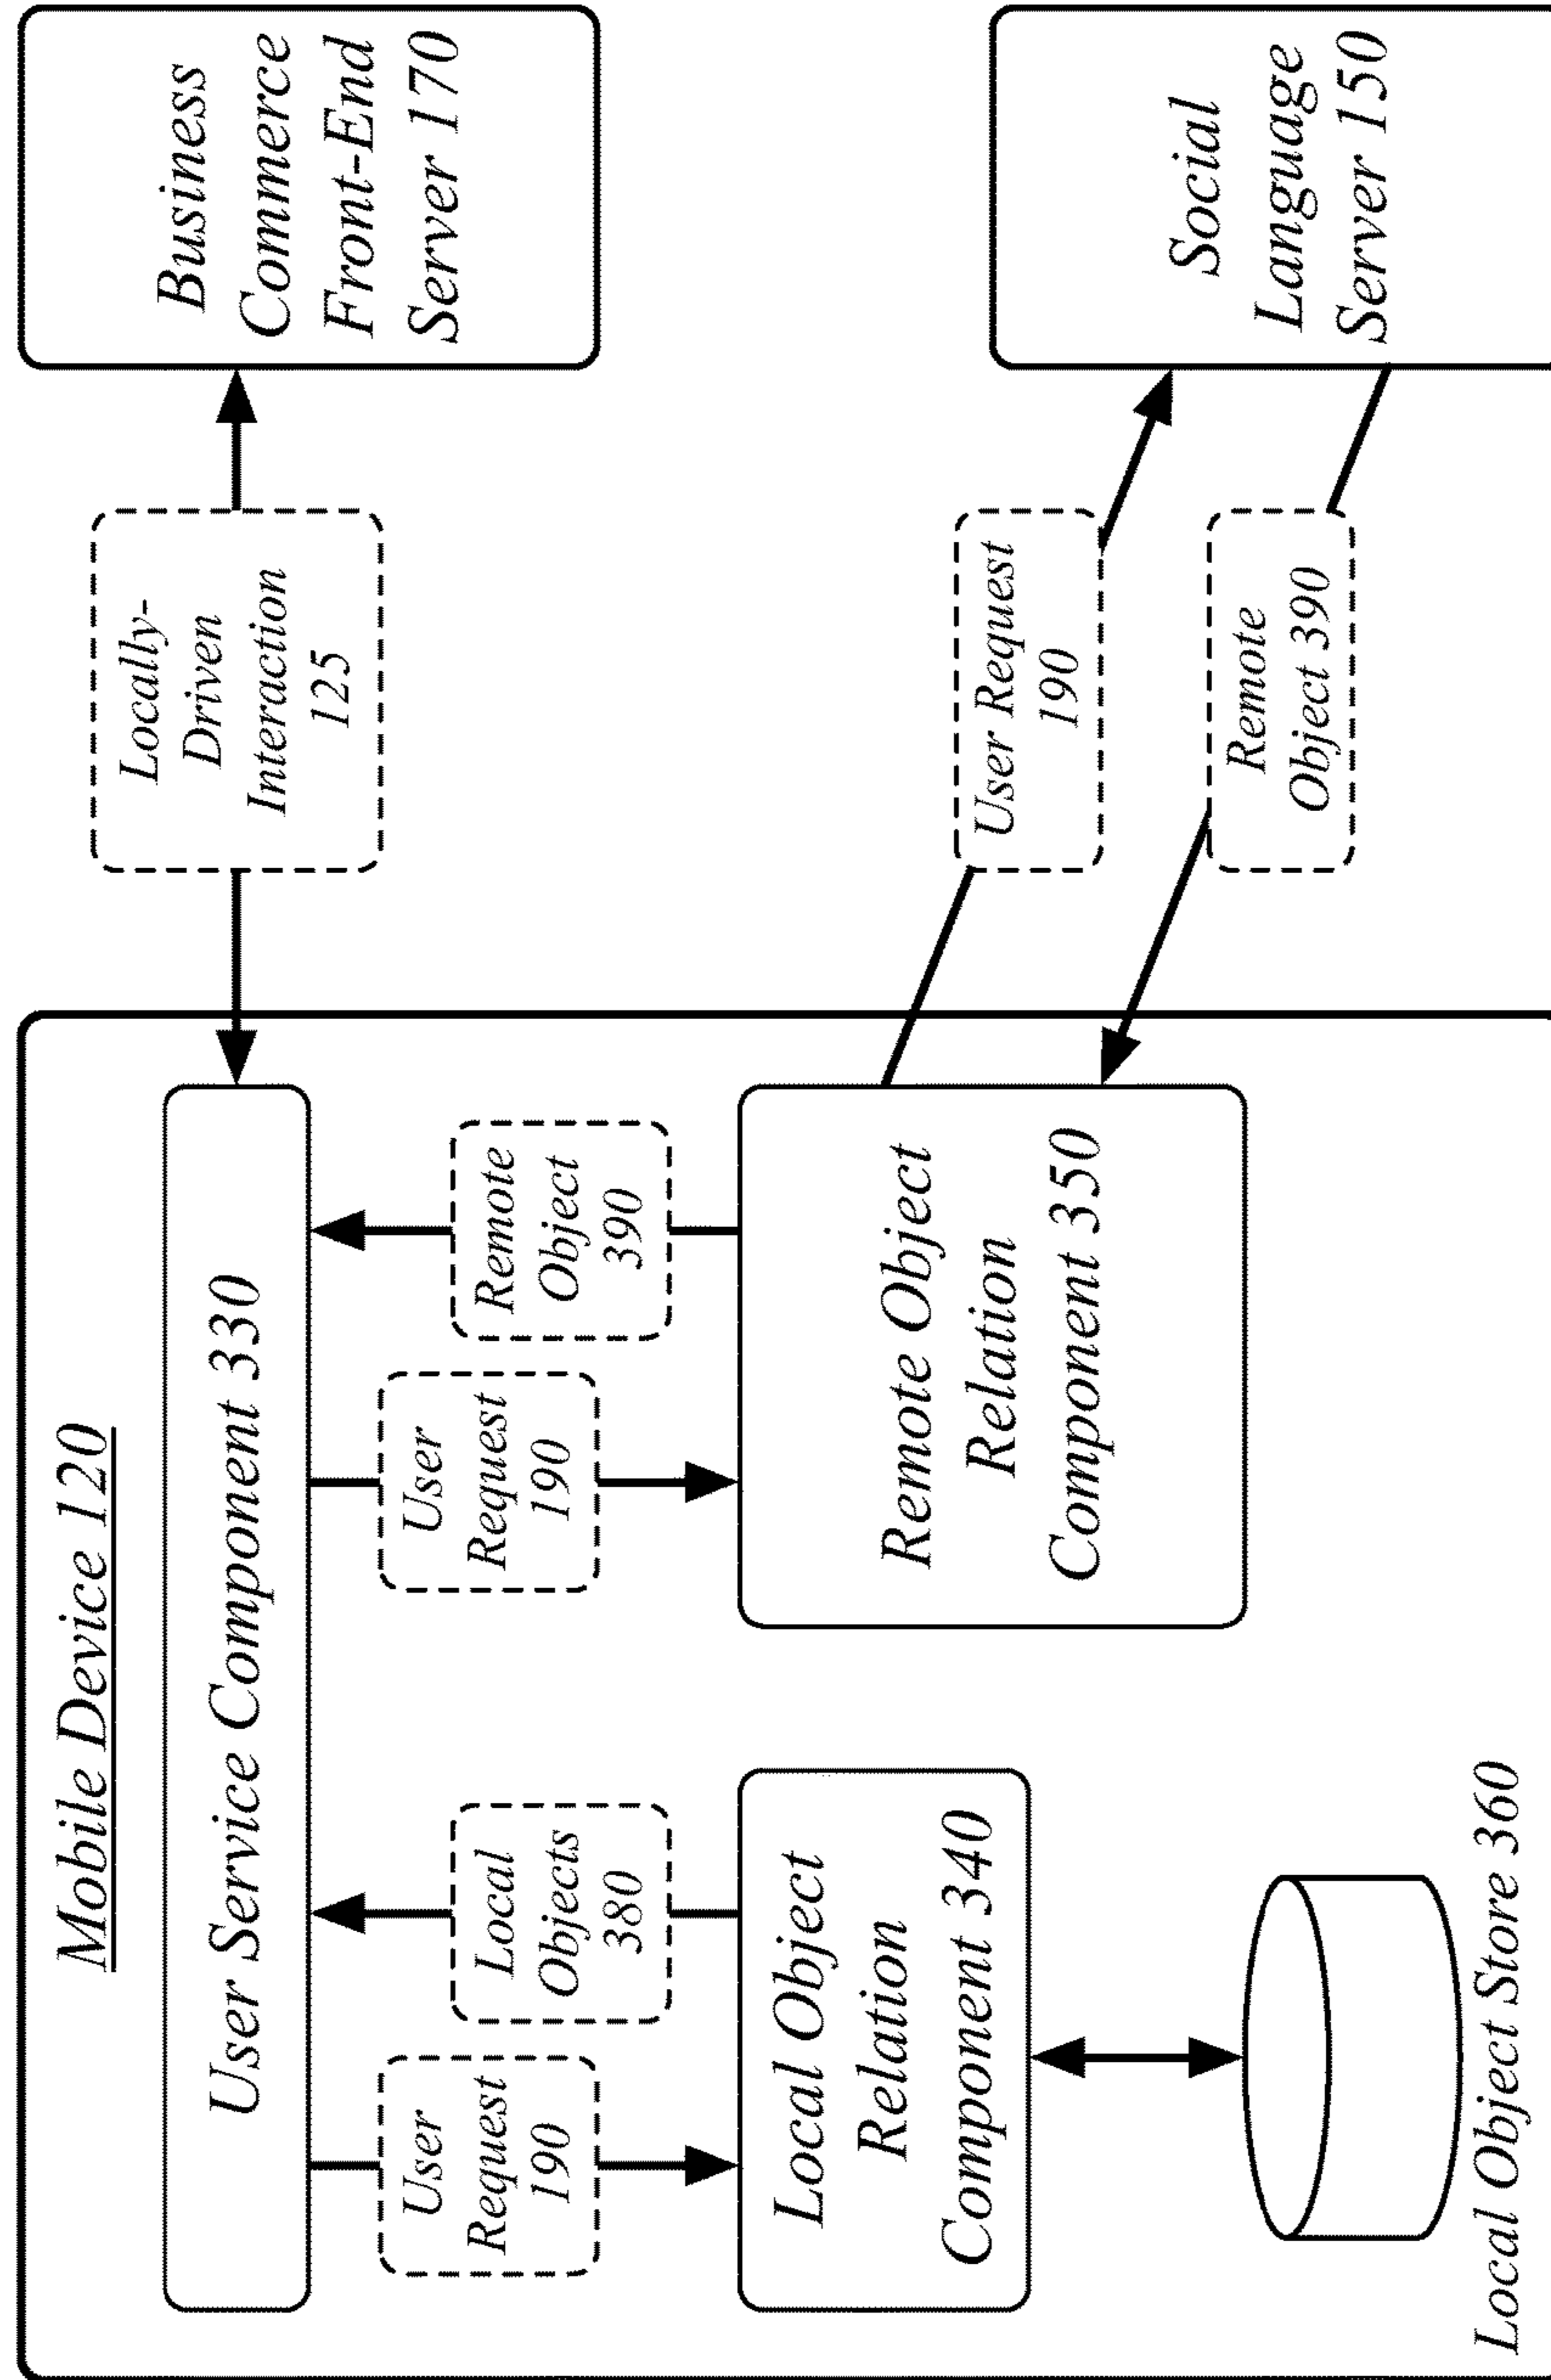 Mobile Device 120
User Service Component 330
User
Request
190
Local
Objects
380
User
Request
190
Remote
Object
390
Local Object
Relation
Component 340
Remote Object
Relation
Component 350
Local Object Store 360
Locally-
Driven
Interaction
125
User Request
190
Remote
Object 390
Business
Commerce
Front-End
Server 170
Social
Language
Server 150